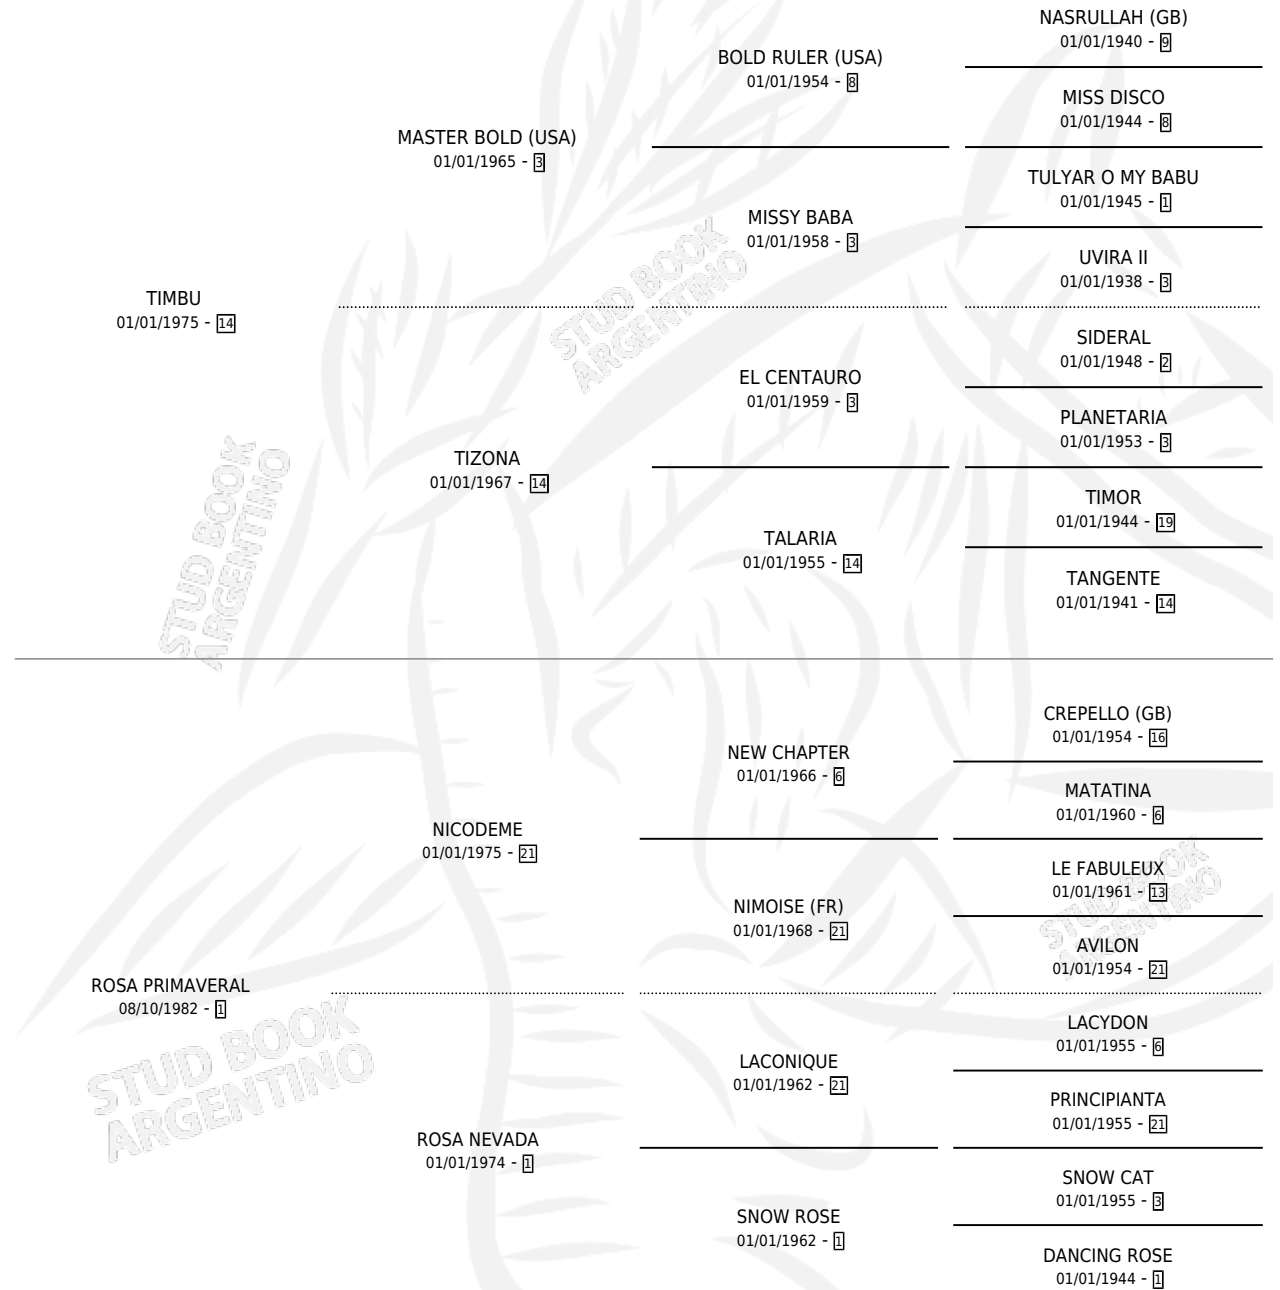 NASRULLAH (GB)
01/01/1940 - 9
BOLD RULER (USA)
01/01/1954 - 8
MISS DISCO
01/01/1944 - 8
MASTER BOLD (USA)
01/01/1965 - 3
TULYAR O MY BABU
01/01/1945 - 1
MISSY BABA
01/01/1958 - 3
UVIRA II
01/01/1938 - 3
TIMBU
01/01/1975 - 14
SIDERAL
01/01/1948 - 2
EL CENTAURO
01/01/1959 - 3
PLANETARIA
01/01/1953 - 3
TIZONA
01/01/1967 - 14
TIMOR
01/01/1944 - 19
TALARIA
01/01/1955 - 14
TANGENTE
01/01/1941 - 14
CREPELLO (GB)
01/01/1954 - 16
NEW CHAPTER
01/01/1966 - 6
MATATINA
01/01/1960 - 6
NICODEME
01/01/1975 - 21
LE FABULEUX
01/01/1961 - 13
NIMOISE (FR)
01/01/1968 - 21
AVILON
01/01/1954 - 21
ROSA PRIMAVERAL
08/10/1982 - 1
LACYDON
01/01/1955 - 6
LACONIQUE
01/01/1962 - 21
PRINCIPIANTA
01/01/1955 - 21
ROSA NEVADA
01/01/1974 - 1
SNOW CAT
01/01/1955 - 3
SNOW ROSE
01/01/1962 - 1
DANCING ROSE
01/01/1944 - 1
STUD BOOK
ARGENTINO
STUD BOOK
ARGENTINO
STUD BOOK
ARGENTINO
STUD BOOK
ARGENTINO